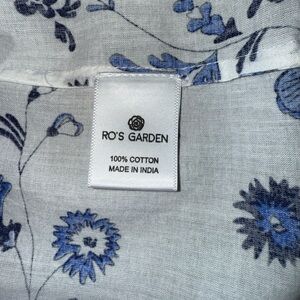 RO'S GARDEN
100% COTTON
MADE IN INDIA